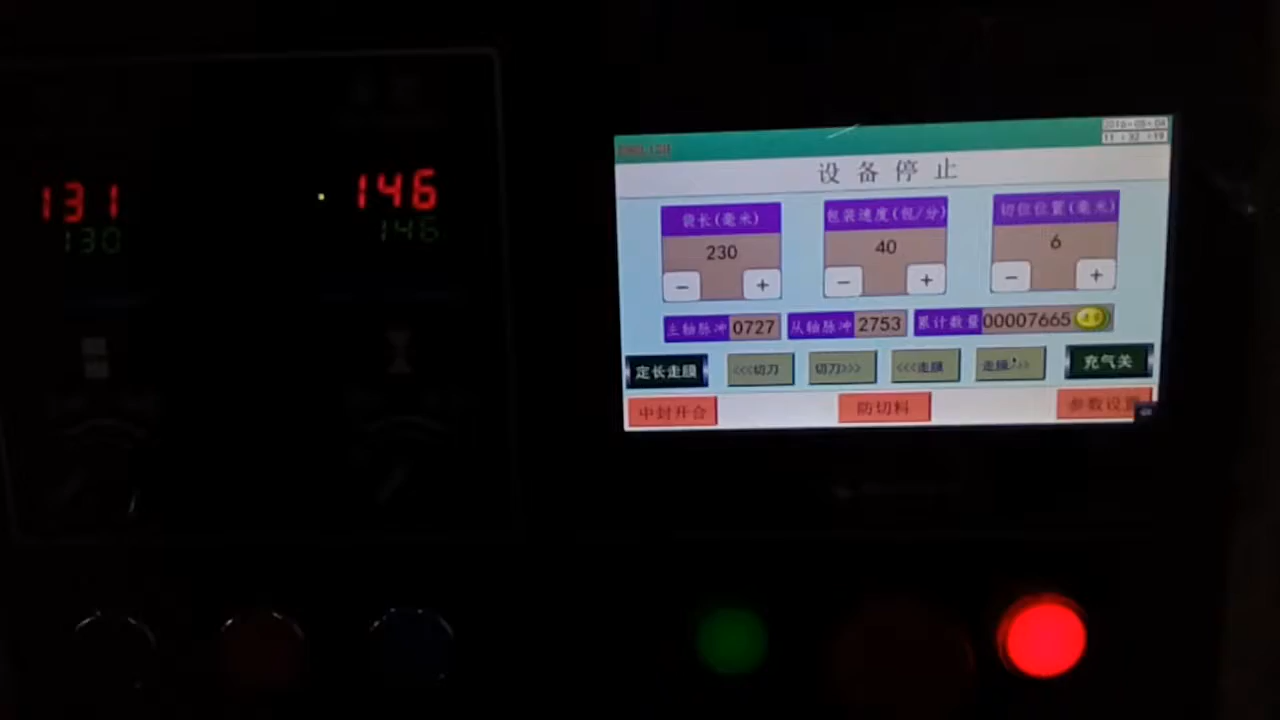 设备停止
131
146
130
146
袋长(毫米)
包装速度(包/分)
切位位置(毫米)
230
40
6
− +
− +
− +
主轴脉冲 0727
从轴脉冲 2753
累计数量 00007665
定长走膜
<<<切刀
切刀>>>
<<<走膜
走膜>>>
充气关
中封开合
防切料
参数设置